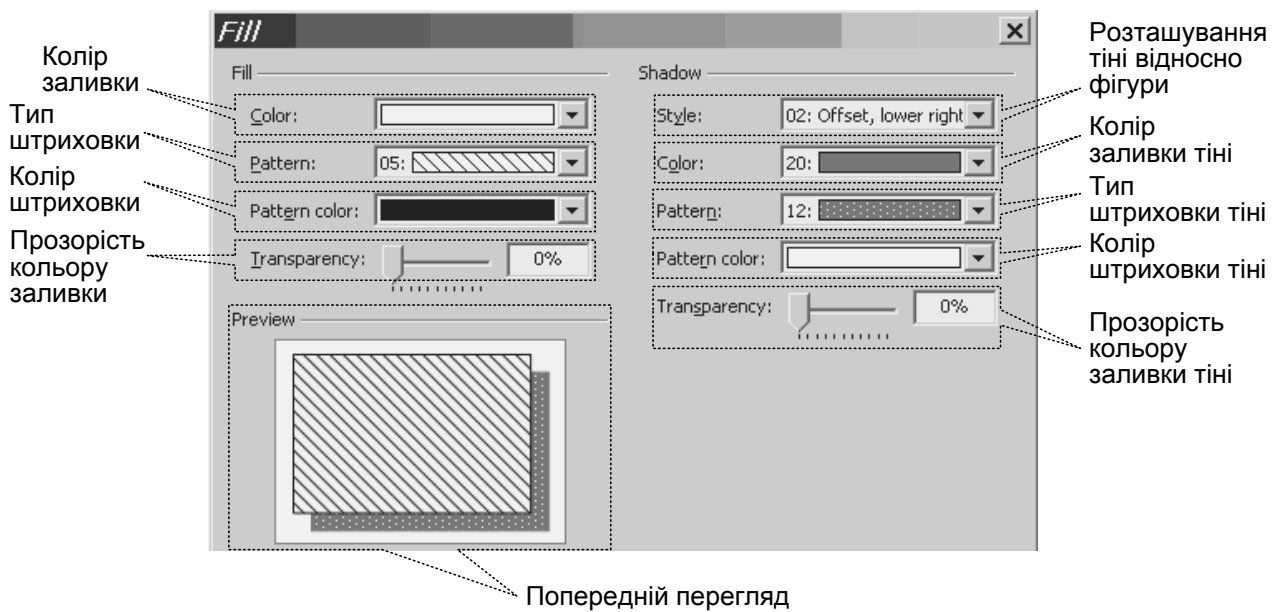 Fill
Колір
заливки
Тип
штриховки
Колір
штриховки
Прозорість
кольору
заливки
Fill
Color:
Pattern:
05:
Pattern color:
Transparency:
0%
Preview
Shadow
Style:
02: Offset, lower right
Color:
20:
Pattern:
12:
Pattern color:
Transparency:
0%
Розташування
тіні відносно
фігури
Колір
заливки тіні
Тип
штриховки тіні
Колір
штриховки тіні
Прозорість
кольору
заливки тіні
Попередній перегляд